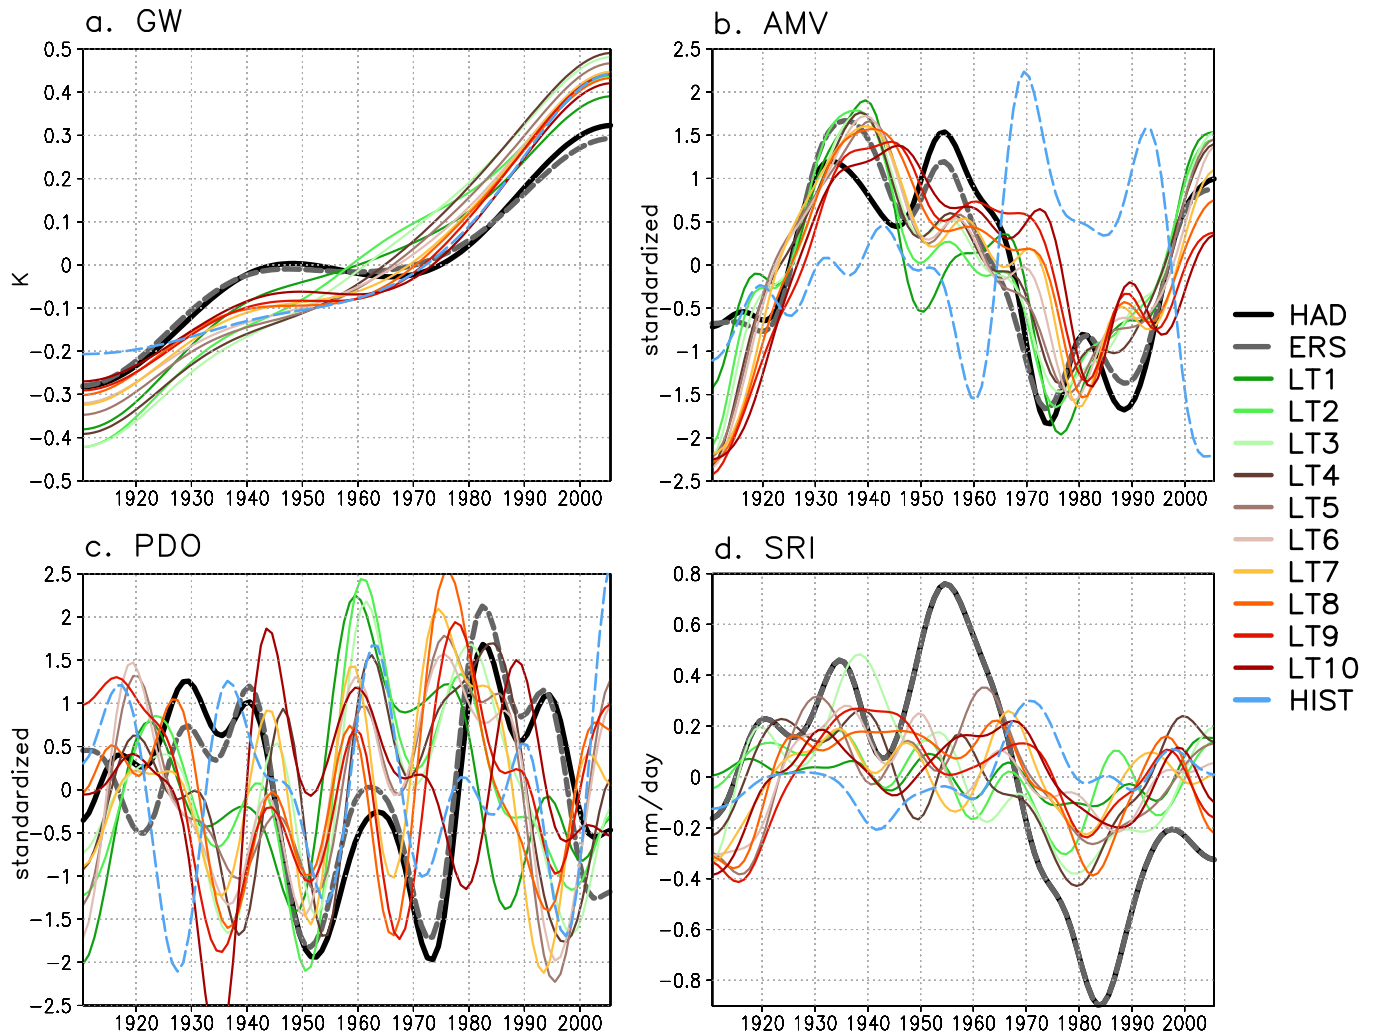 a. GW
0.5
0.4
0.3
0.2
0.1
0
−0.1
−0.2
−0.3
−0.4
−0.5
K
1920 1930 1940 1950 1960 1970 1980 1990 2000
b. AMV
2.5
2
1.5
1
0.5
0
−0.5
−1
−1.5
−2
−2.5
standardized
1920 1930 1940 1950 1960 1970 1980 1990 2000
c. PDO
2.5
2
1.5
1
0.5
0
−0.5
−1
−1.5
−2
−2.5
standardized
1920 1930 1940 1950 1960 1970 1980 1990 2000
d. SRI
0.8
0.6
0.4
0.2
0
−0.2
−0.4
−0.6
−0.8
mm/day
1920 1930 1940 1950 1960 1970 1980 1990 2000
HAD
ERS
LT1
LT2
LT3
LT4
LT5
LT6
LT7
LT8
LT9
LT10
HIST